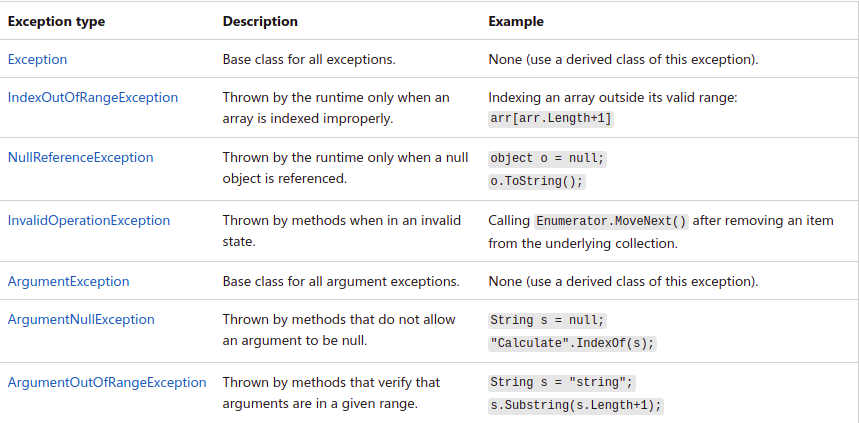 Exception type Description Example
Exception Base class for all exceptions. None (use a derived class of this exception).
IndexOutOfRangeException Thrown by the runtime only when an Indexing an array outside its valid range:
array is indexed improperly. arr[arr.Length+1]
NullReferenceException Thrown by the runtime only when a null object o = null;
object is referenced. o.ToString();
InvalidOperationException Thrown by methods when in an invalid Calling Enumerator.MoveNext() after removing an item
state. from the underlying collection.
ArgumentException Base class for all argument exceptions. None (use a derived class of this exception).
ArgumentNullException Thrown by methods that do not allow String s = null;
an argument to be null. "Calculate".IndexOf(s);
ArgumentOutOfRangeException Thrown by methods that verify that String s = "string";
arguments are in a given range. s.Substring(s.Length+1);